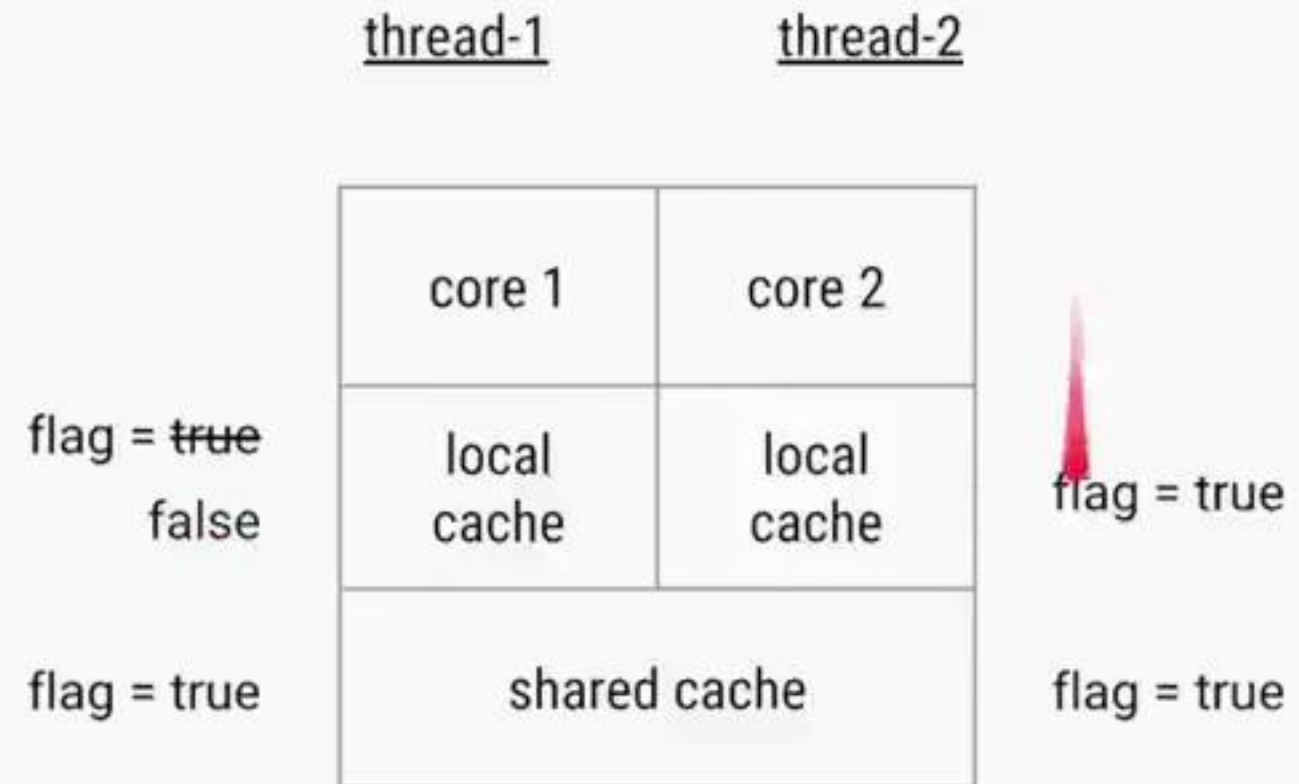 thread-1
thread-2
core 1
core 2
flag = true
false
local
cache
local
cache
flag = true
flag = true
shared cache
flag = true